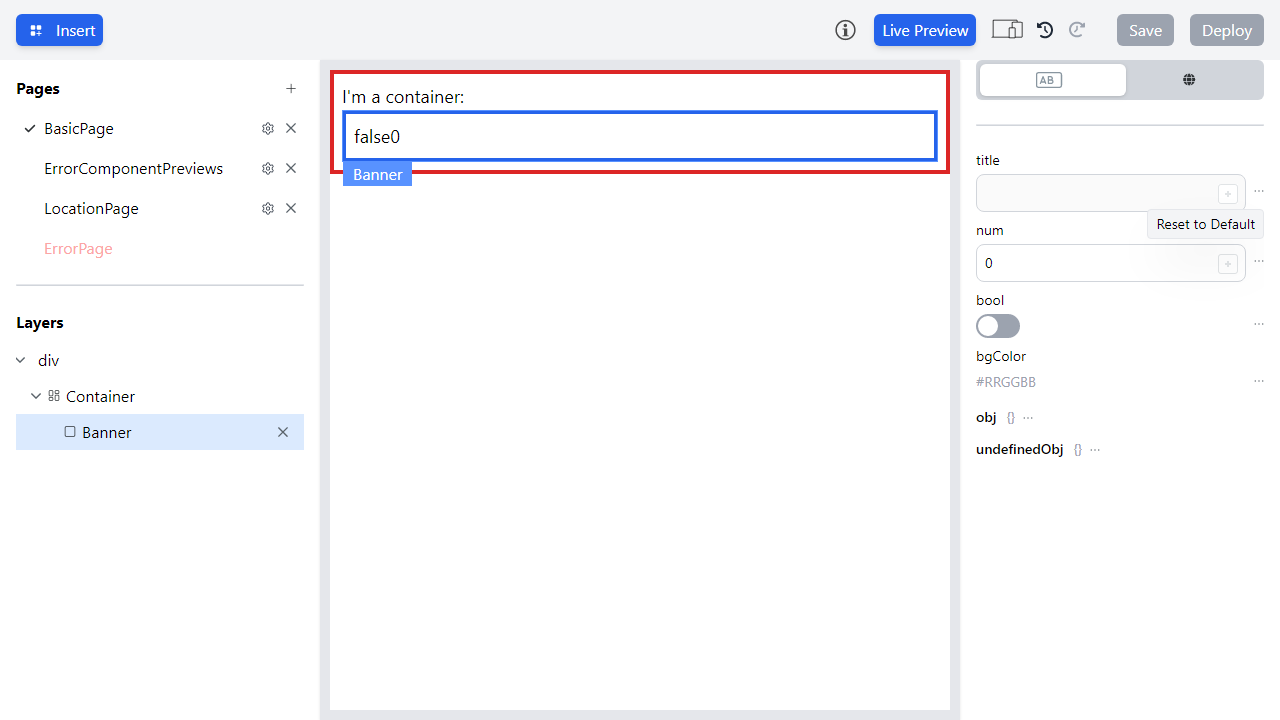 Insert
Live Preview
Save
Deploy
Pages
BasicPage
ErrorComponentPreviews
LocationPage
ErrorPage
Layers
div
Container
Banner
I'm a container:
false0
Banner
AB
title
Reset to Default
num
0
bool
bgColor
#RRGGBB
obj {}
undefinedObj {}